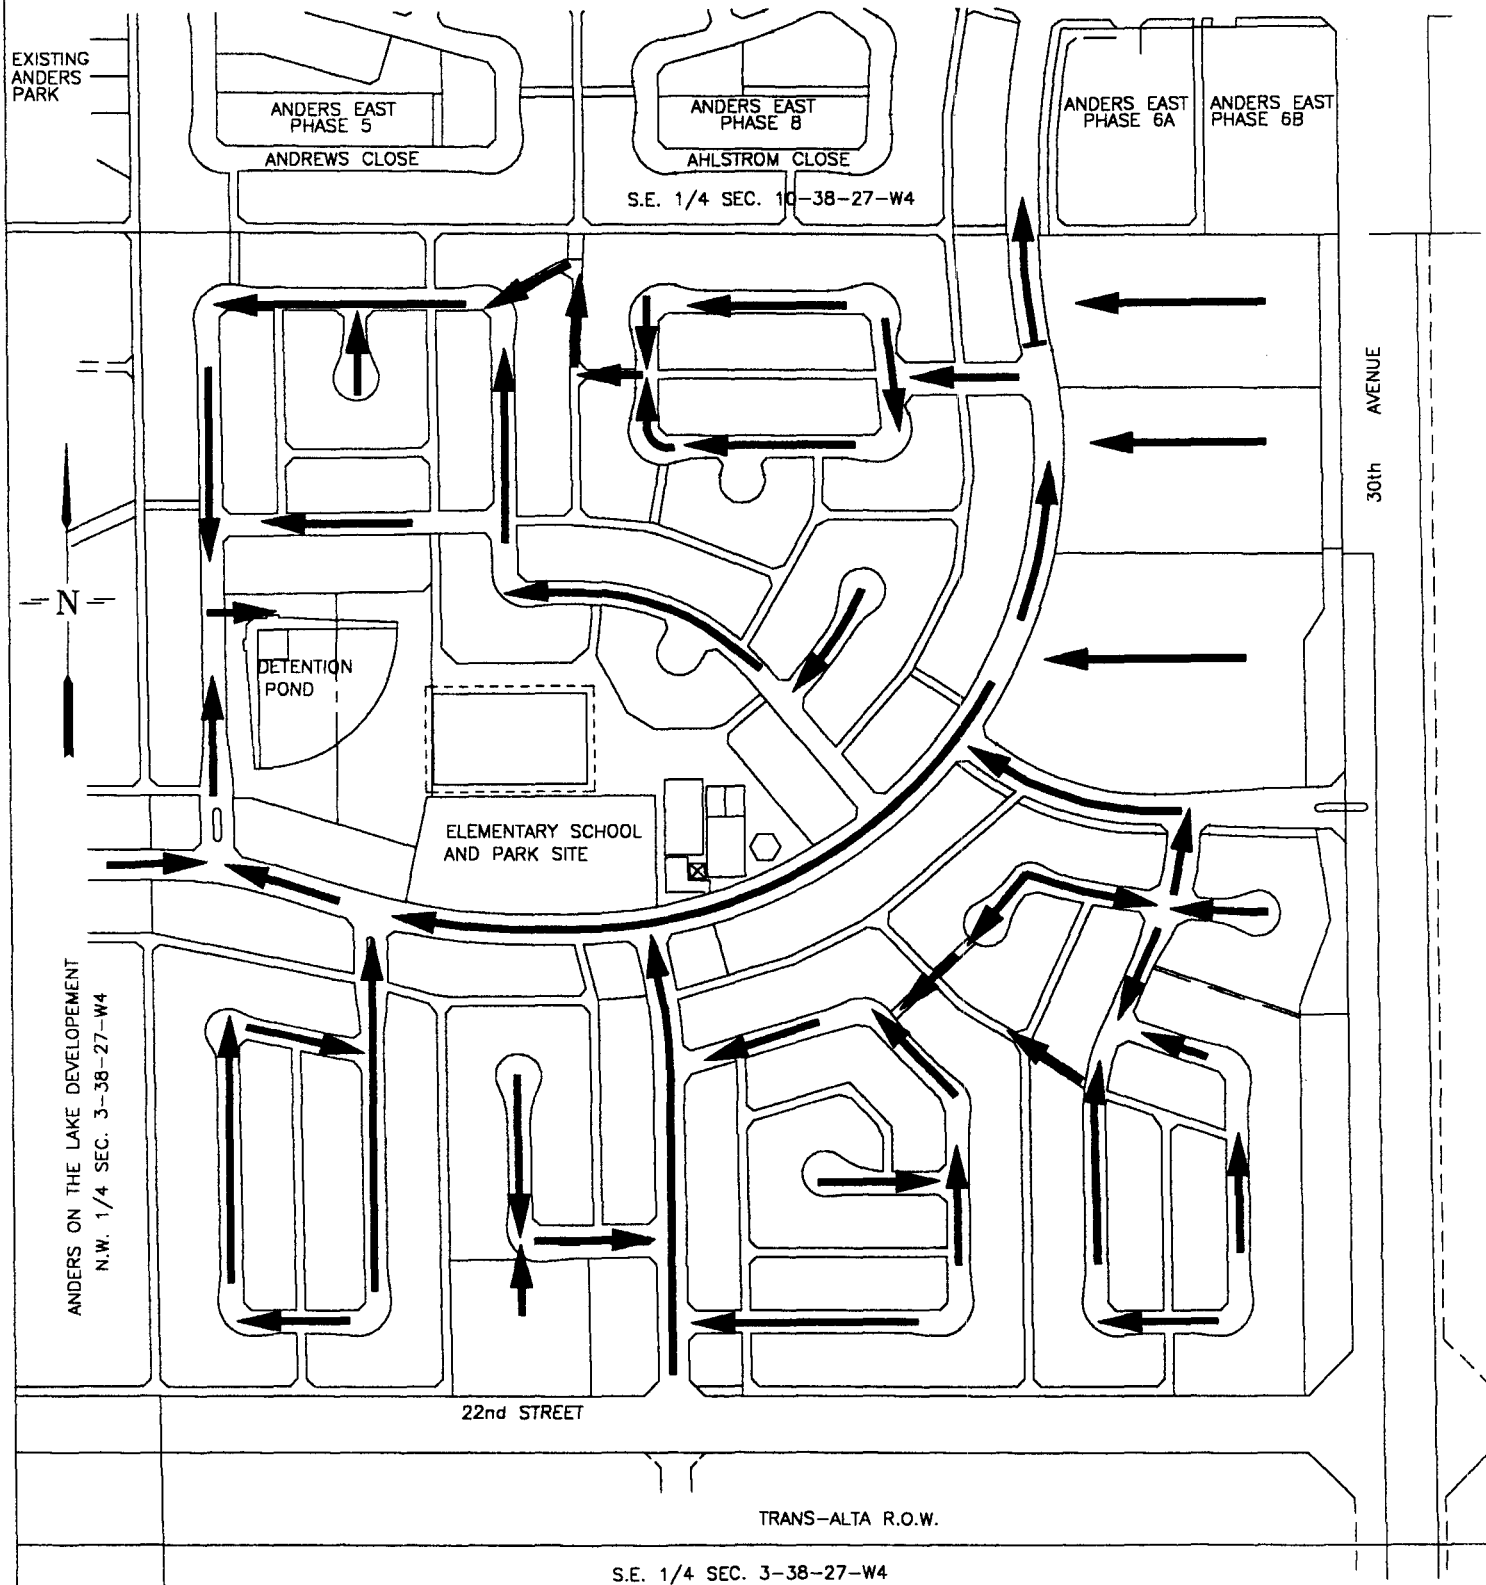 EXISTING
ANDERS
PARK
ANDERS EAST
PHASE 5
ANDREWS CLOSE
ANDERS EAST
PHASE 8
AHLSTROM CLOSE
ANDERS EAST
PHASE 6A
ANDERS EAST
PHASE 6B
S.E. 1/4 SEC. 10-38-27-W4
30th AVENUE
N
DETENTION
POND
ELEMENTARY SCHOOL
AND PARK SITE
ANDERS ON THE LAKE DEVELOPEMENT
N.W. 1/4 SEC. 3-38-27-W4
22nd STREET
TRANS-ALTA R.O.W.
S.E. 1/4 SEC. 3-38-27-W4